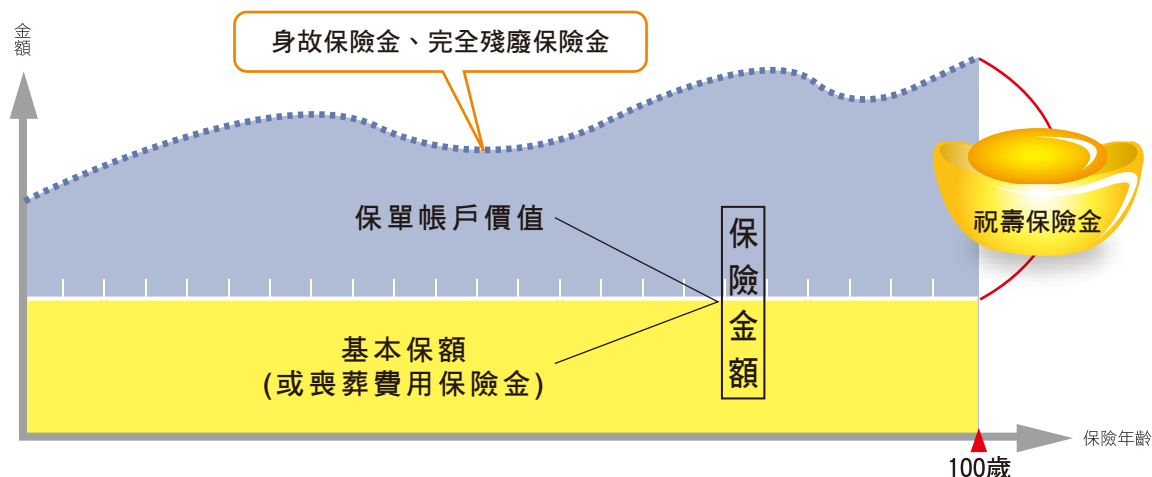 金額
身故保險金、完全殘廢保險金
保單帳戶價值
保險金額
祝壽保險金
基本保額
(或喪葬費用保險金)
保險年齡
100歲